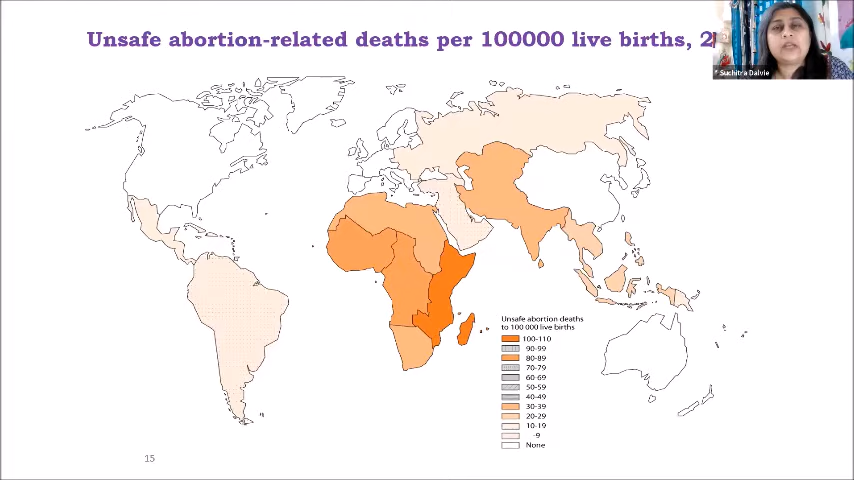 Unsafe abortion-related deaths per 100000 live births, 2
* Suchitra Dalvie
Unsafe abortion deaths
to 100 000 live births
100-110
90-99
80-89
70-79
60-69
50-59
40-49
30-39
20-29
10-19
-9
None
15